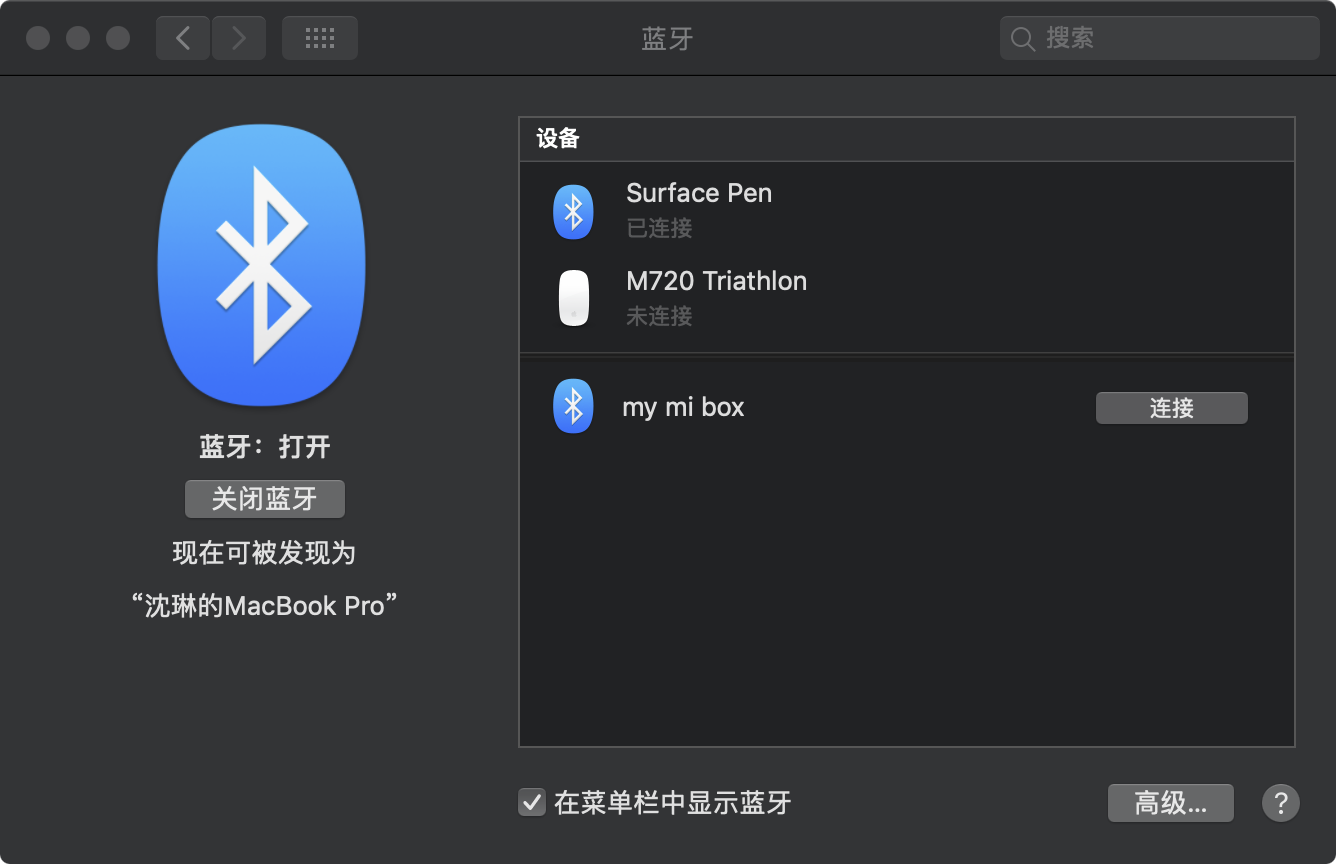 蓝牙
搜索
设备
Surface Pen
已连接
M720 Triathlon
未连接
my mi box
连接
蓝牙：打开
关闭蓝牙
现在可被发现为
“沈琳的MacBook Pro”
在菜单栏中显示蓝牙
高级...
?